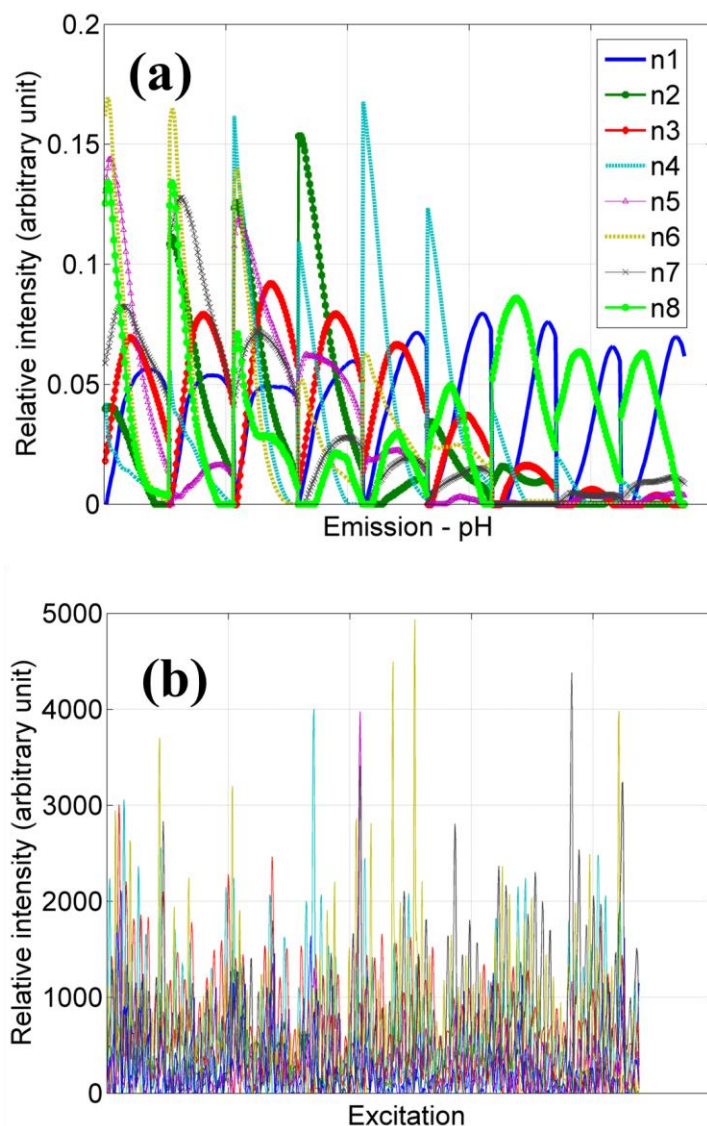 (a)
Relative intensity (arbitrary unit)
0.2
0.15
0.1
0.05
0
n1
n2
n3
n4
n5
n6
n7
n8
Emission - pH
(b)
Relative intensity (arbitrary unit)
5000
4000
3000
2000
1000
0
Excitation